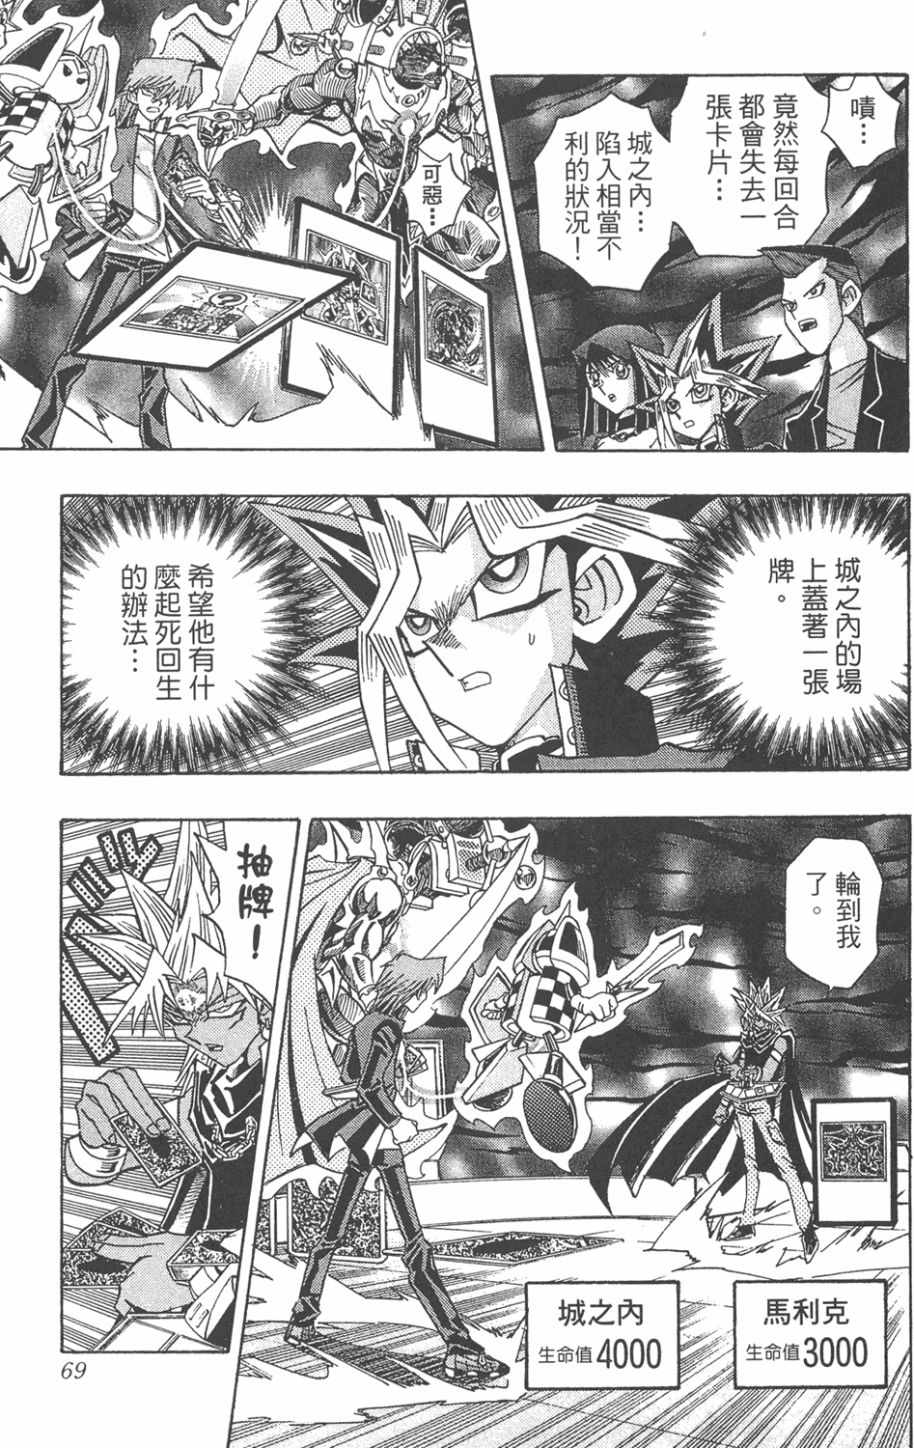 嘖…
竟然每回合
都會失去一
張卡片…
城之內…
陷入相當不
利的狀況！
可惡…
城之內的場
上蓋著一張
牌。
希望他有什
麼起死回生
的辦法…
輪到我
了。
城之內
生命值4000
馬利克
生命值3000
抽牌！
バババル
69